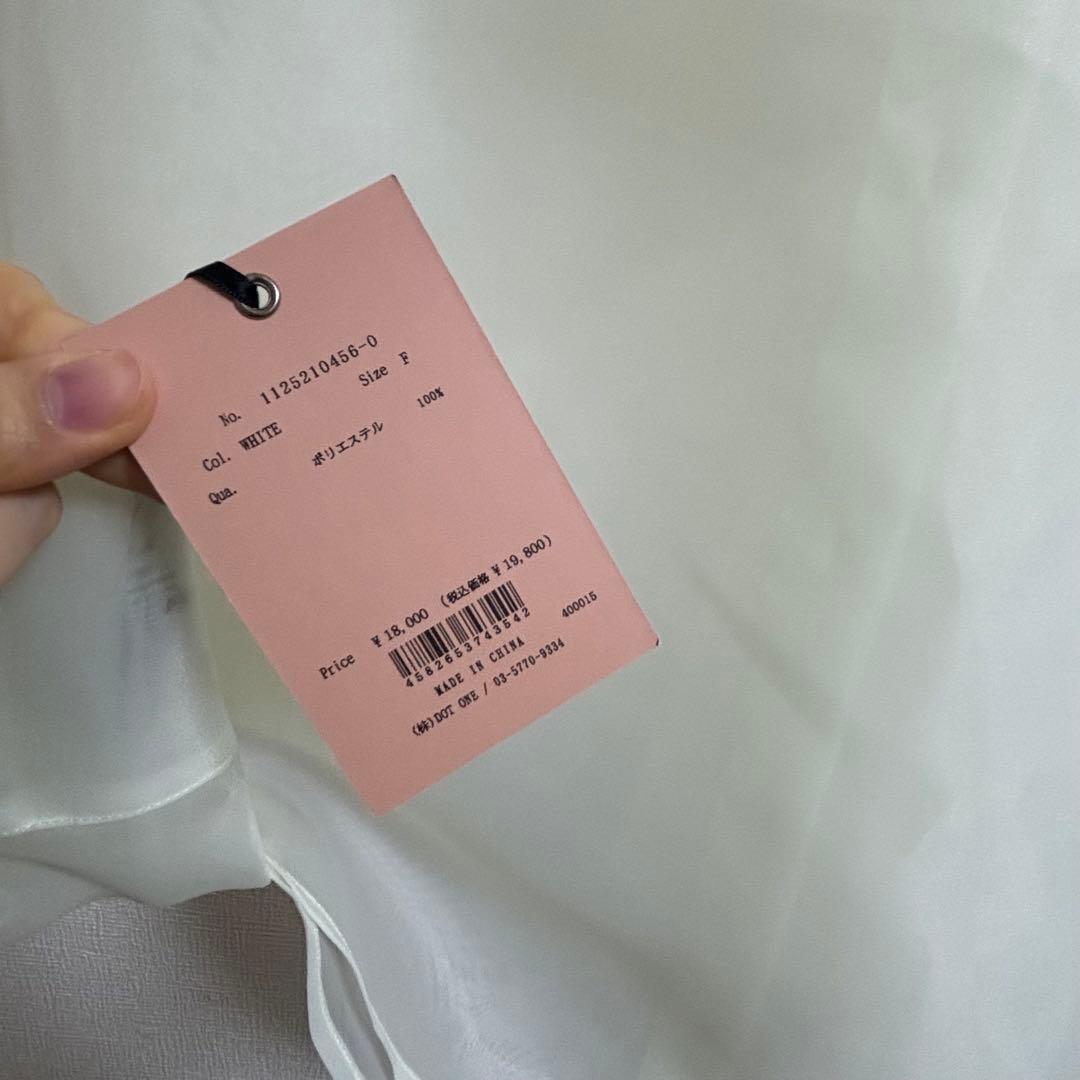 No. 1125210456-0
Col. WHITE Size F
Qua. ポリエステル 100%
Price ¥18,000 (税込価格 ¥19,800)
4582653743542
MADE IN CHINA 400015
(株)DOT ONE / 03-5770-9334